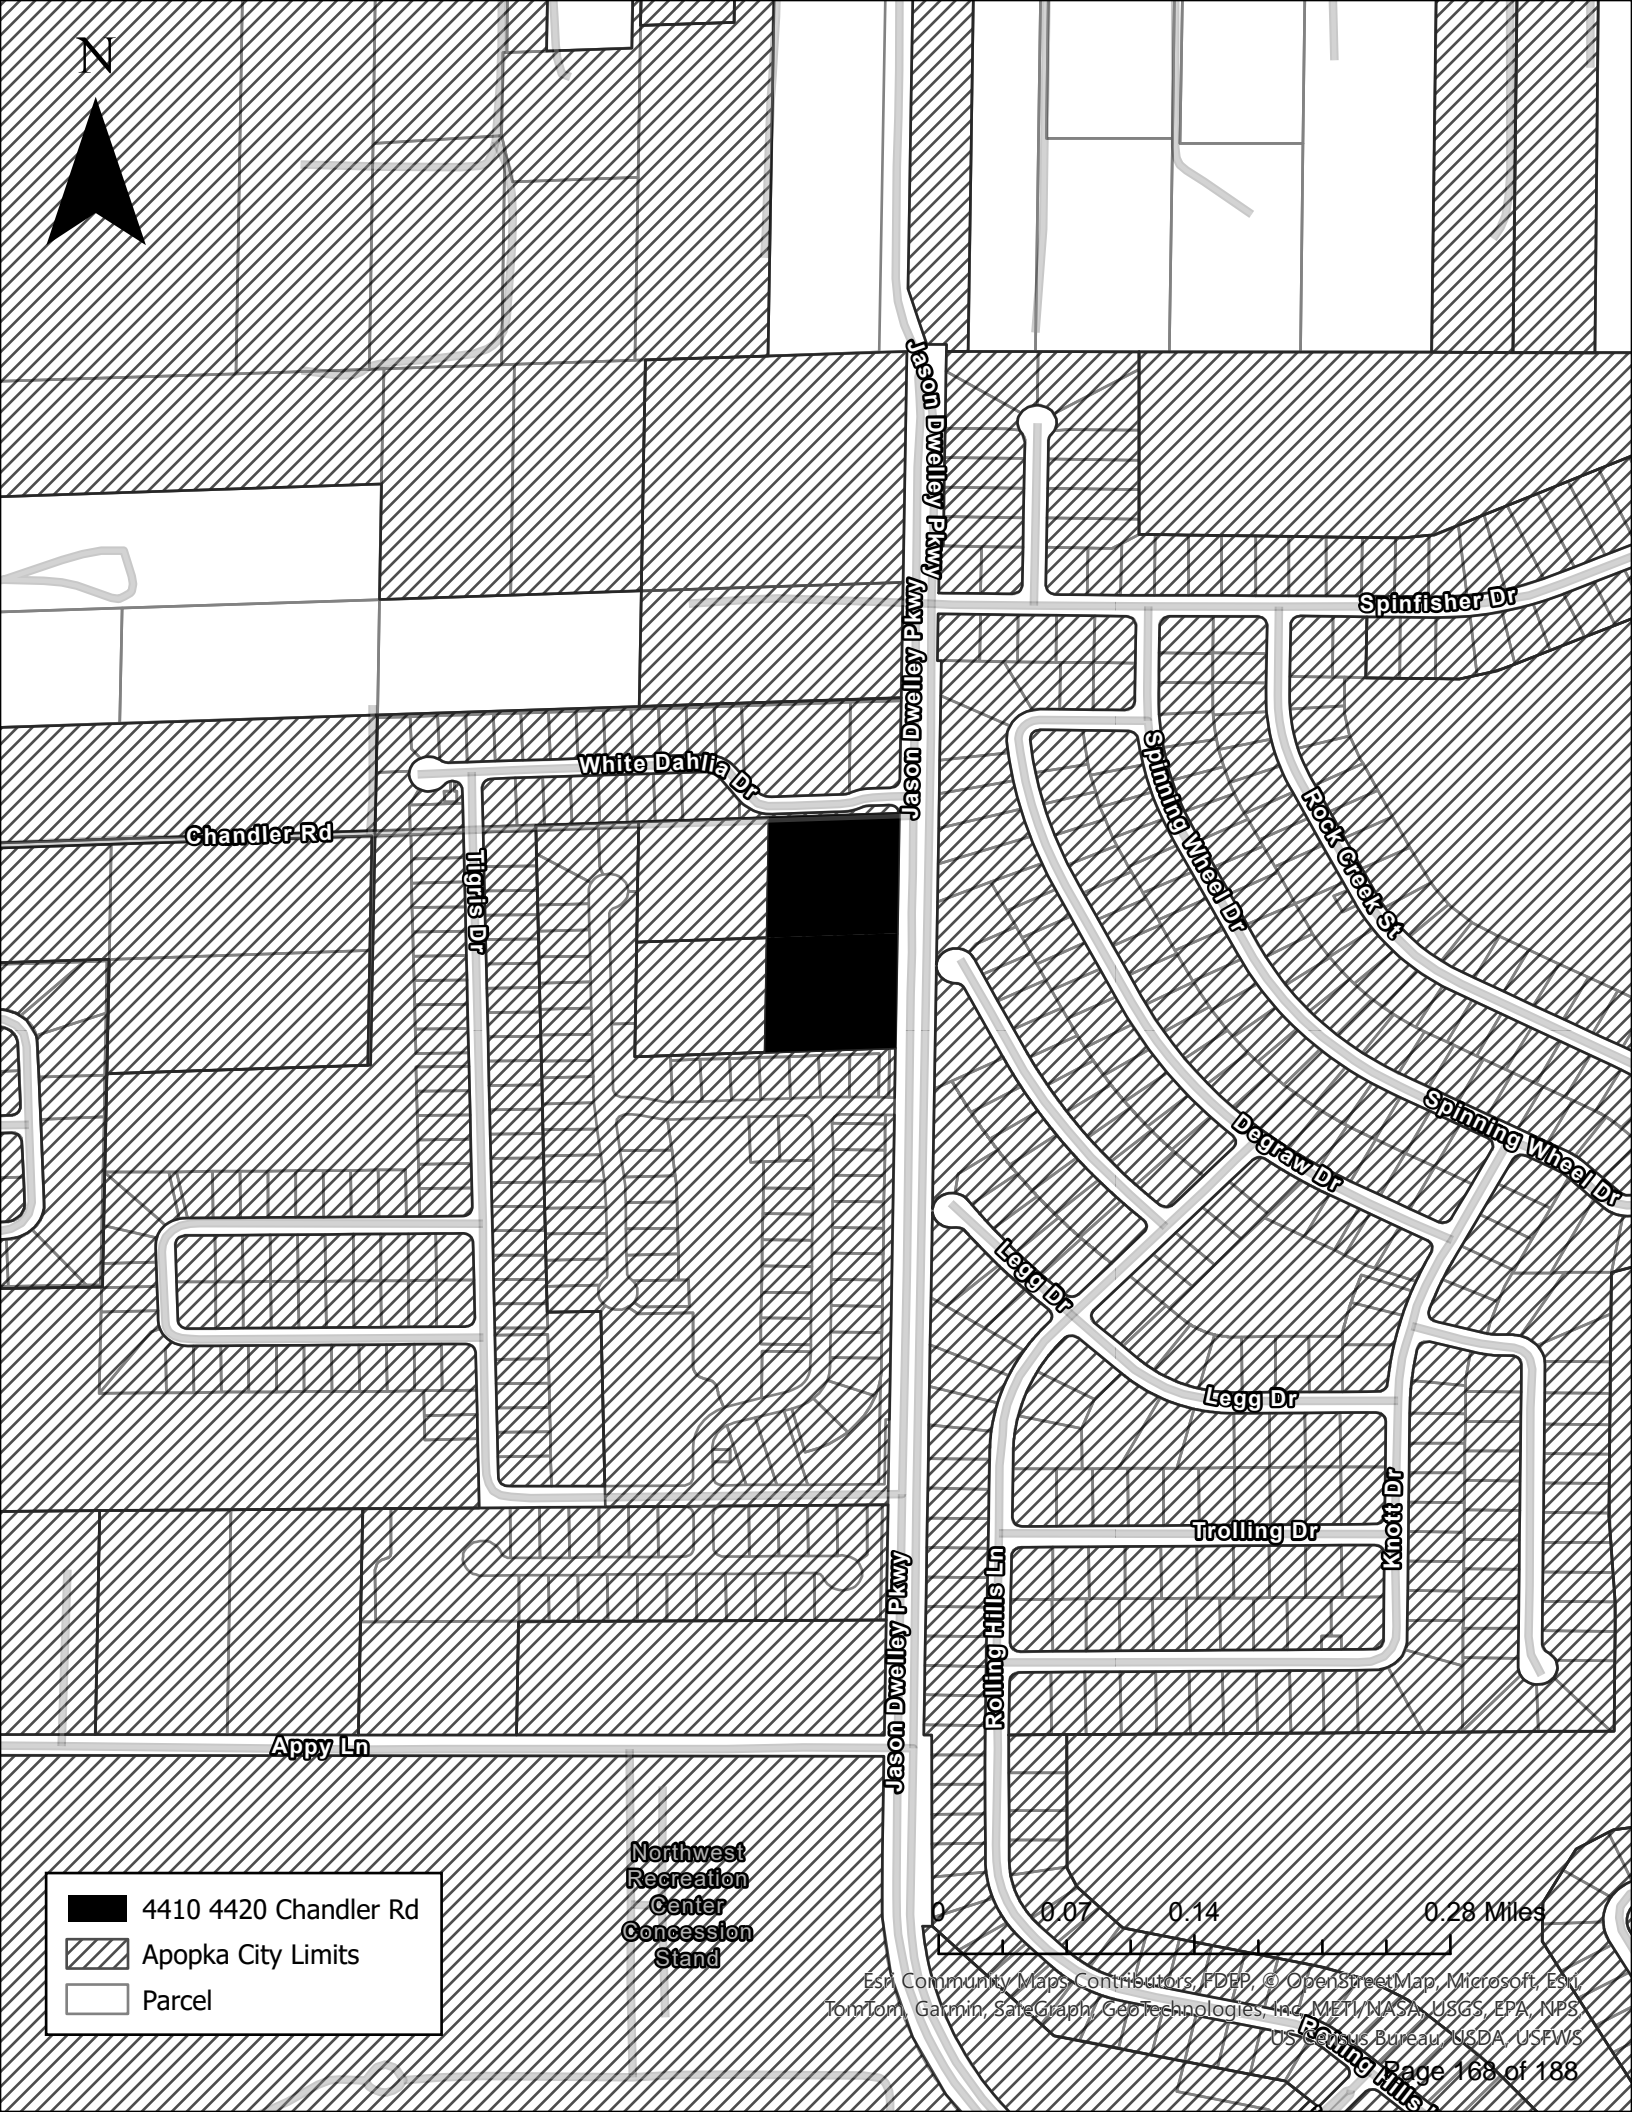 N
Jason Dwelley Pkwy
Spinfisher Dr
Jason Dwelley Pkwy
White Dahlia Dr
Chandler Rd
Tigris Dr
Spinning Wheel Dr
Rock Creek St
Spinning Wheel Dr
Degraw Dr
Legg Dr
Legg Dr
Knott Dr
Trolling Dr
Rolling Hills Ln
Jason Dwelley Pkwy
Appy Ln
Northwest
Recreation
Center
Concession
Stand
4410 4420 Chandler Rd
Apopka City Limits
Parcel
0 0.07 0.14 0.28 Miles
Esri Community Maps Contributors, FDEP, © OpenStreetMap, Microsoft, Esri,
TomTom, Garmin, SafeGraph, GeoTechnologies, Inc, METI/NASA, USGS, EPA, NPS,
US Census Bureau, USDA, USFWS
Hills
Page 168 of 188